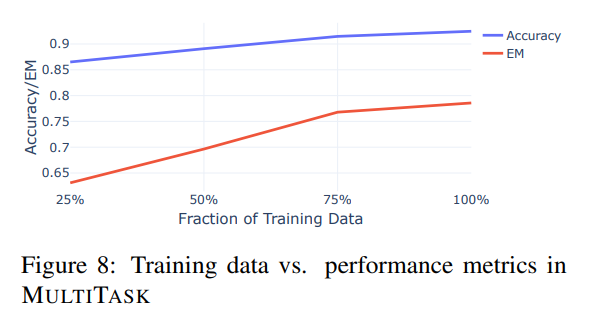 Accuracy/EM
0.9
0.85
0.8
0.75
0.7
0.65
25%
50%
75%
100%
Fraction of Training Data
Accuracy
EM
Figure 8: Training data vs. performance metrics in
MULTITASK